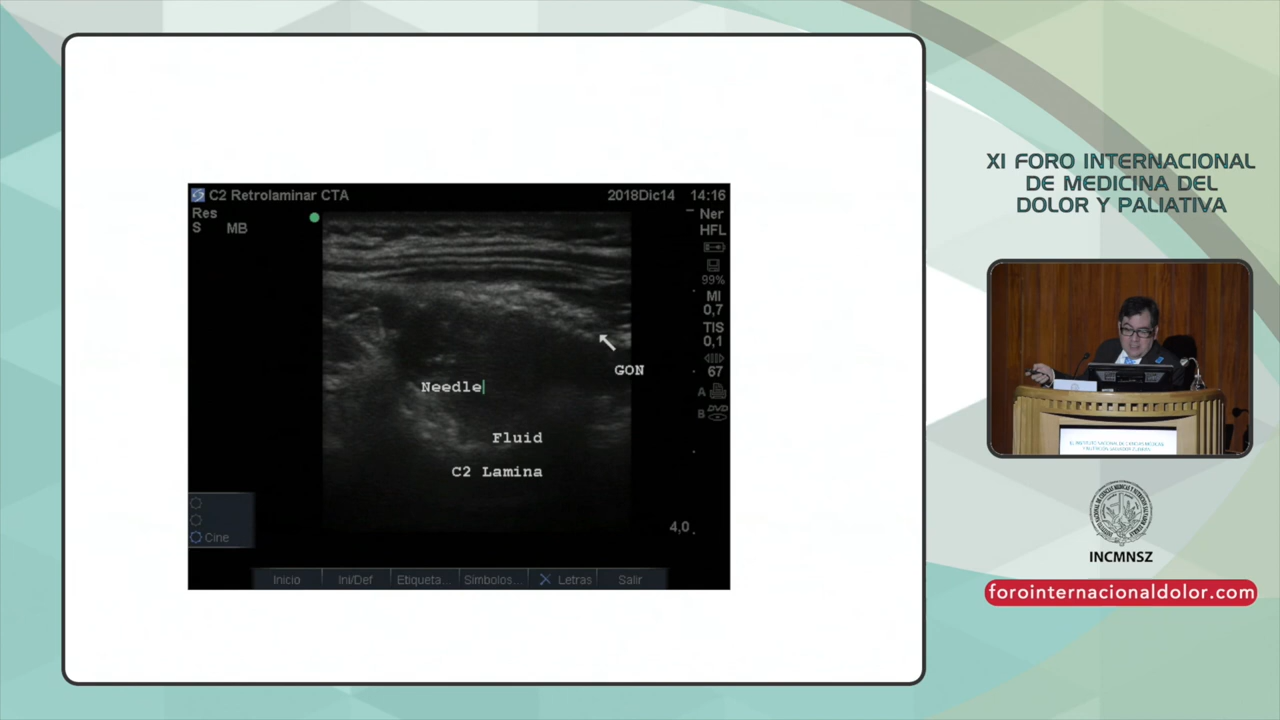 C2 Retrolaminar CTA
2018Dic14 14:16
Res
S MB
Ner
HFL
99%
MI
0,7
TIS
0,1
67
A
B DVD
GON
Needle
Fluid
C2 Lamina
4,0
Cine
Inicio Ini/Def Etiqueta... Símbolos... Letras Salir
XI FORO INTERNACIONAL
DE MEDICINA DEL
DOLOR Y PALIATIVA
INCMNSZ
forointernacionaldolor.com